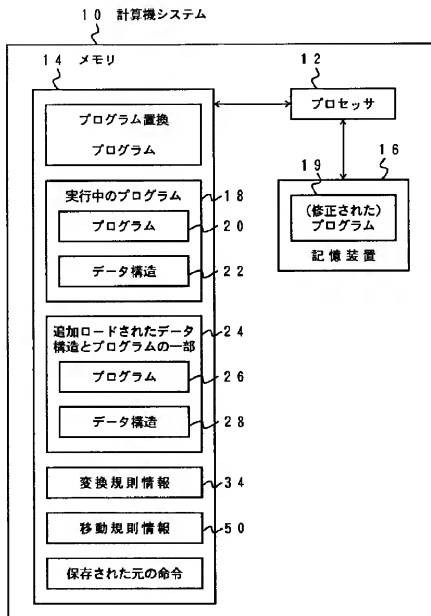 10 計算機システム
14 メモリ
プログラム置換
プログラム
実行中のプログラム
18
プログラム
20
データ構造
22
追加ロードされたデータ
構造とプログラムの一部
24
プログラム
26
データ構造
28
変換規則情報
34
移動規則情報
50
保存された元の命令
12
プロセッサ
16
19
(修正された)
プログラム
記憶装置